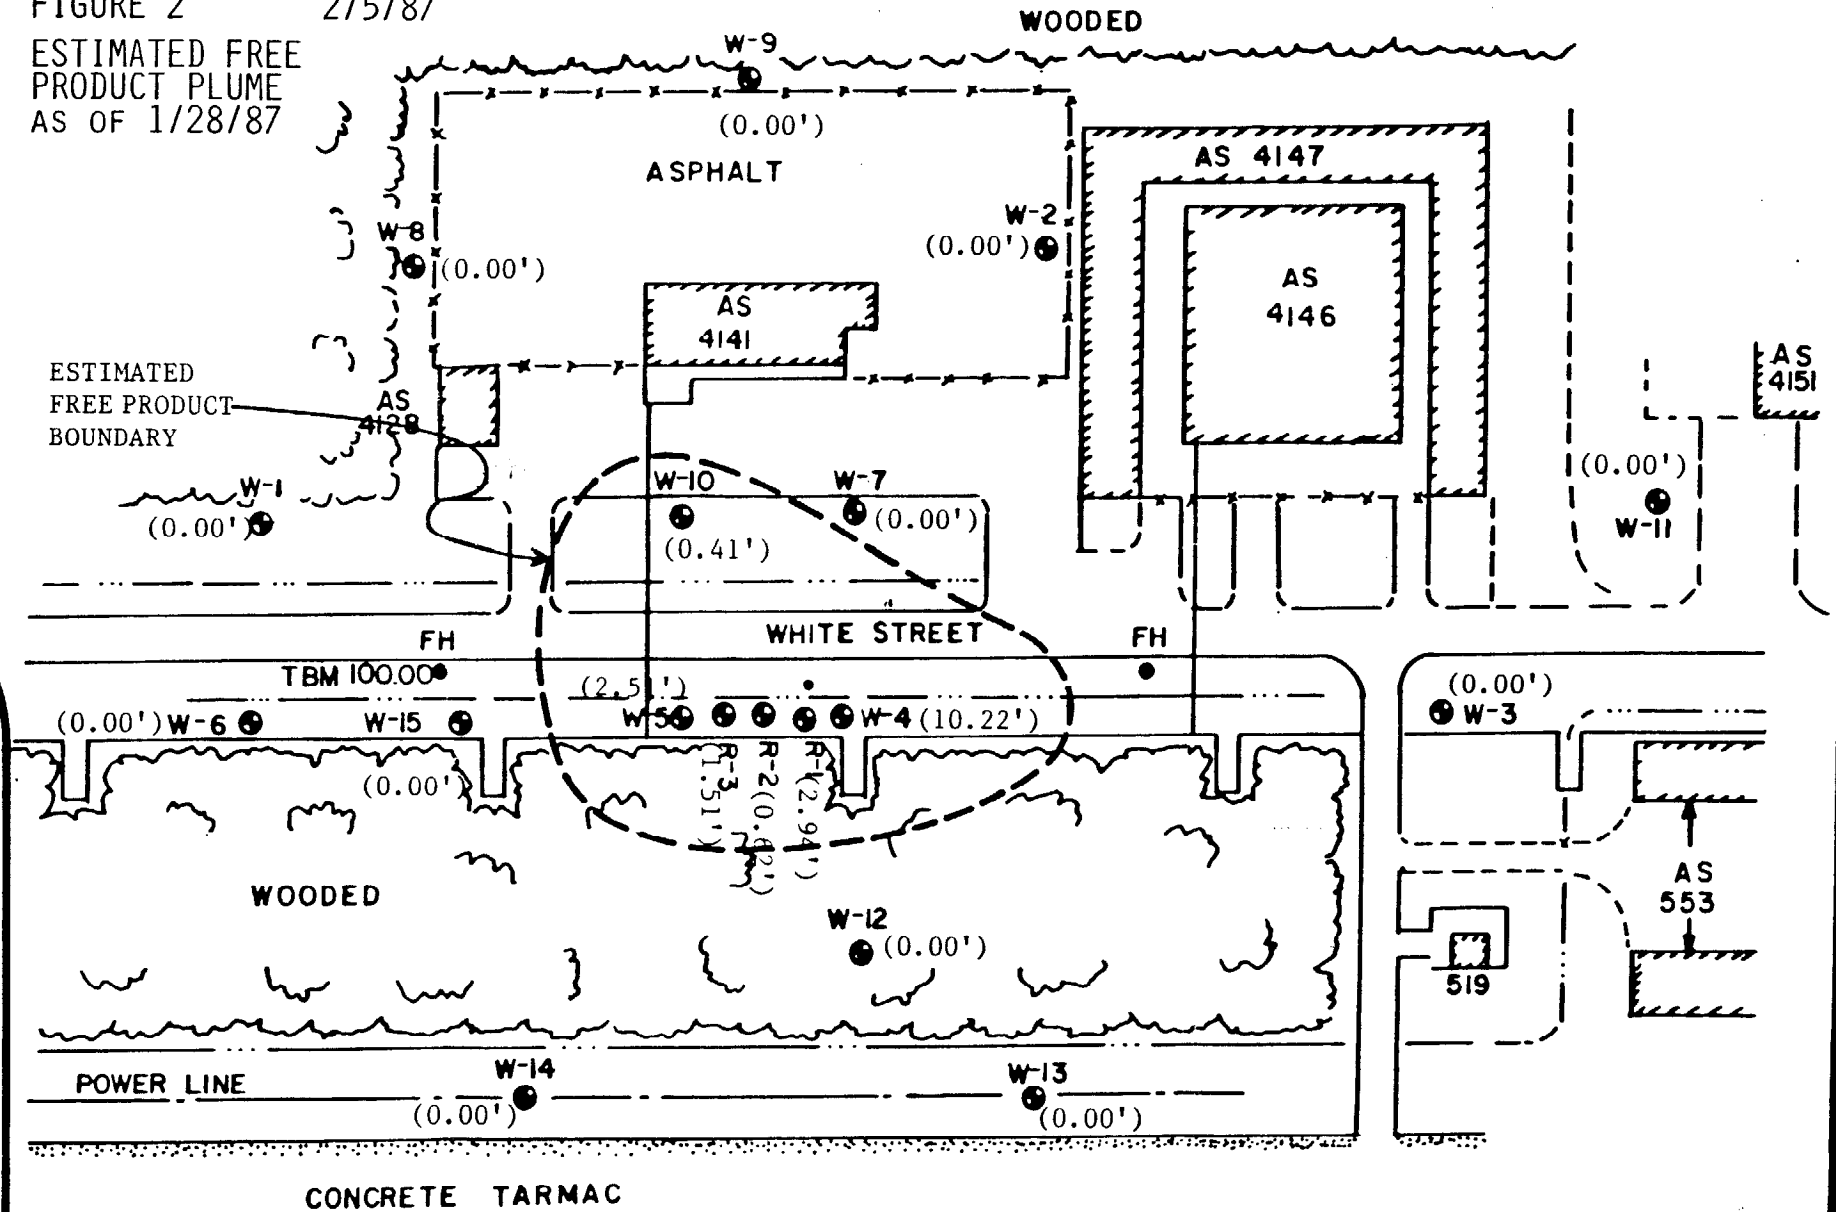 FIGURE 2 2/5/87
ESTIMATED FREE
PRODUCT PLUME
AS OF 1/28/87
WOODED
W-9
(0.00')
ASPHALT
AS 4147
W-2
(0.00')
W-8
(0.00')
AS
4146
AS
4141
AS
4151
ESTIMATED
FREE PRODUCT
BOUNDARY
AS
4128
W-1
(0.00')
W-10
(0.41')
W-7
(0.00')
(0.00')
W-11
WHITE STREET
FH
FH
TBM 100.00
(2.51')
(0.00')
W-3
(0.00') W-6
W-15
(0.00')
W-5
W-4 (10.22')
R-3
(1.51')
R-2 (0.62')
R-1 (2.94')
WOODED
AS
553
W-12
(0.00')
519
W-14
(0.00')
W-13
(0.00')
POWER LINE
CONCRETE TARMAC